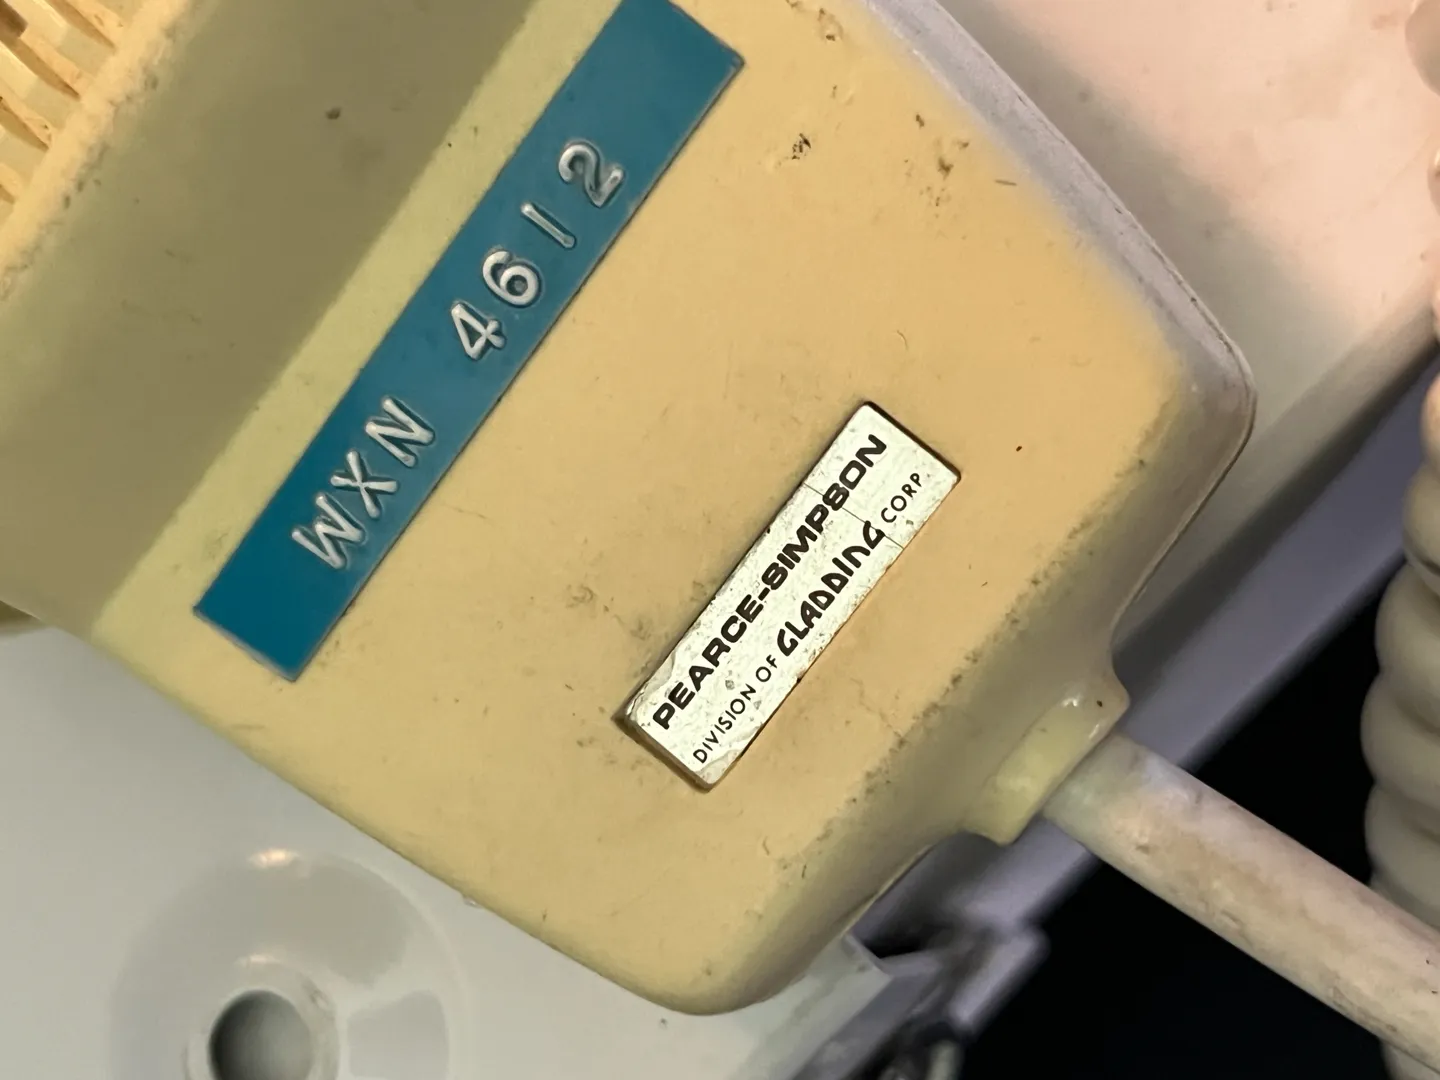 WXN 4612
PEARCE-SIMPSON
DIVISION OF GLADDING CORP